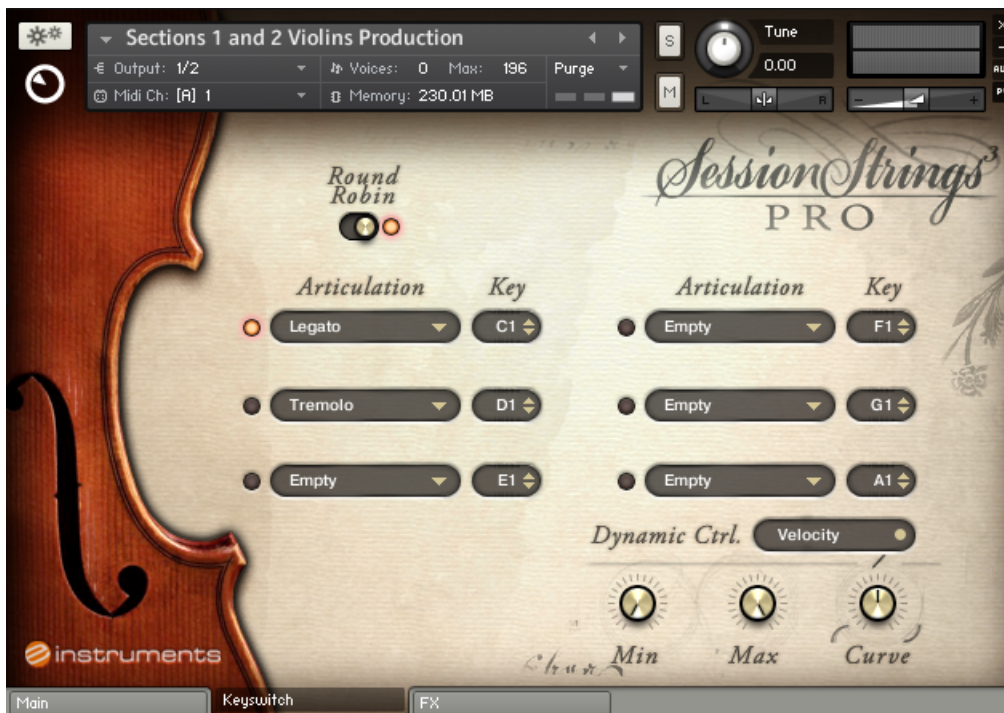 Sections 1 and 2 Violins Production
Output: 1/2
Voices: 0 Max: 196
Purge
Midi Ch: [A] 1
Memory: 230.01 MB
S
M
Tune
0.00
L
R
-
+
Session Strings
PRO
Round
Robin
Articulation Key
Legato C1
Tremolo D1
Empty E1
Articulation Key
Empty F1
Empty G1
Empty A1
Dynamic Ctrl. Velocity
Min Max Curve
instruments
Main Keyswitch FX